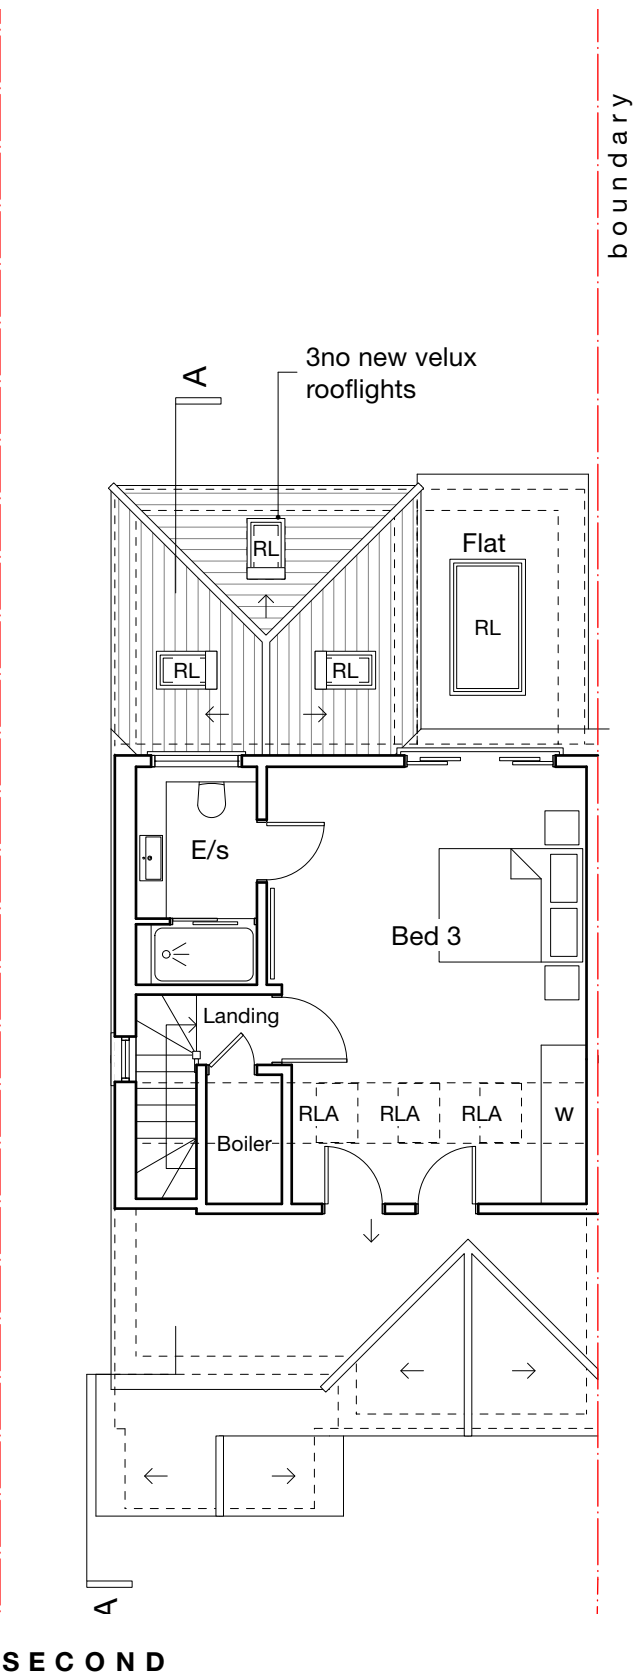 boundary
A
3no new velux
rooflights
RL
Flat
RL
RL
RL
E/s
Bed 3
Landing
RLA
RLA
RLA
w
Boiler
A
SECOND